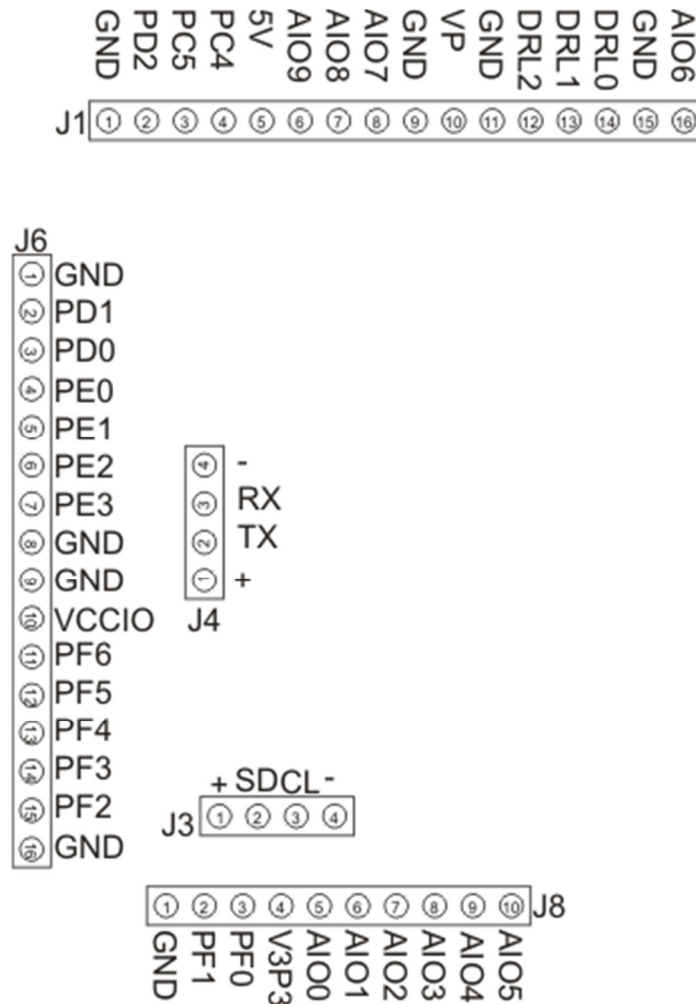 GND PD2 PC5 PC4 5V AIO9 AIO8 AIO7 GND VP GND DRL2 DRL1 DRL0 GND AIO6
J1 1 2 3 4 5 6 7 8 9 10 11 12 13 14 15 16
J6
1 GND
2 PD1
3 PD0
4 PE0
5 PE1
6 PE2
7 PE3
8 GND
9 GND
10 VCCIO
11 PF6
12 PF5
13 PF4
14 PF3
15 PF2
16 GND
4 -
3 RX
2 TX
1 +
J4
+ SD CL -
J3 1 2 3 4
1 2 3 4 5 6 7 8 9 10 J8
GND PF1 PF0 V3P3 AIO0 AIO1 AIO2 AIO3 AIO4 AIO5